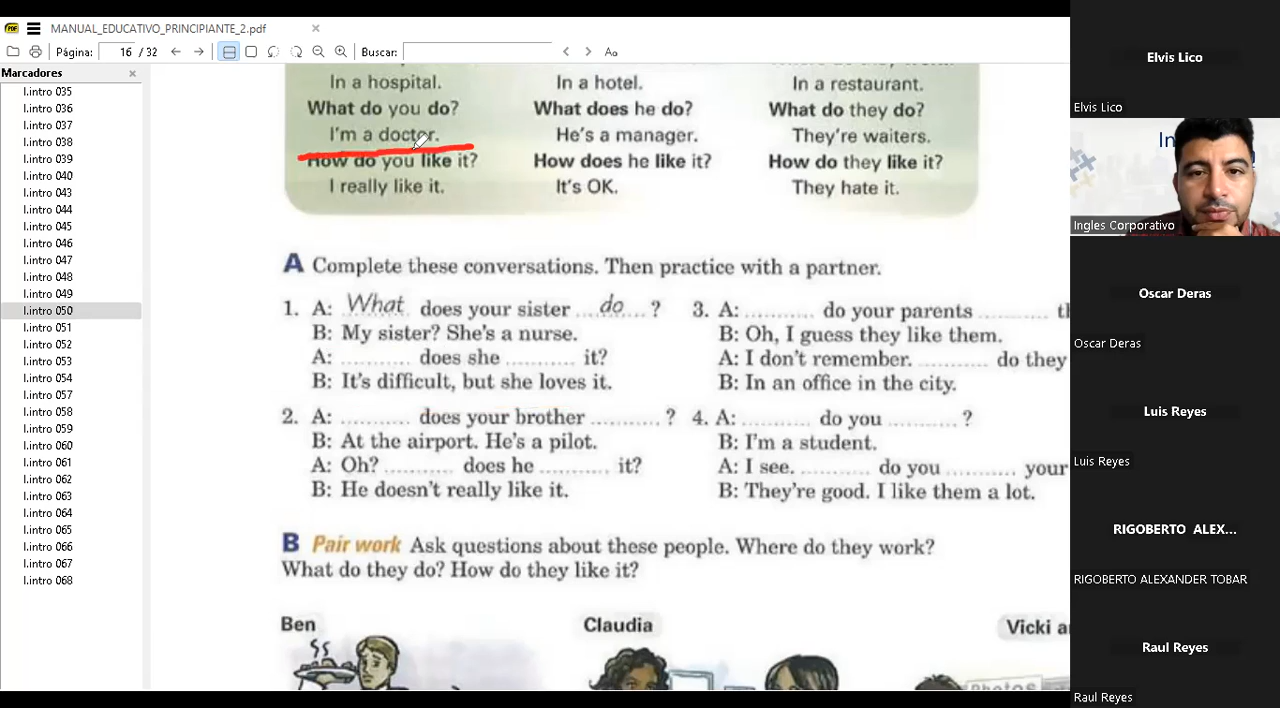 MANUAL_EDUCATIVO_PRINCIPIANTE_2.pdf
Página: 16 / 32 Buscar: Aa
Marcadores
I.intro 035
I.intro 036
I.intro 037
I.intro 038
I.intro 039
I.intro 040
I.intro 043
I.intro 044
I.intro 045
I.intro 046
I.intro 047
I.intro 048
I.intro 049
I.intro 050
I.intro 051
I.intro 052
I.intro 053
I.intro 054
I.intro 057
I.intro 058
I.intro 059
I.intro 060
I.intro 061
I.intro 062
I.intro 063
I.intro 064
I.intro 065
I.intro 066
I.intro 067
I.intro 068
In a hospital. In a hotel. In a restaurant.
What do you do? What does he do? What do they do?
I'm a doctor. He's a manager. They're waiters.
How do you like it? How does he like it? How do they like it?
I really like it. It's OK. They hate it.
A Complete these conversations. Then practice with a partner.
1. A: What does your sister do ?
B: My sister? She's a nurse.
A: .......... does she .......... it?
B: It's difficult, but she loves it.
2. A: .......... does your brother .......... ?
B: At the airport. He's a pilot.
A: Oh? .......... does he .......... it?
B: He doesn't really like it.
3. A: .......... do your parents .......... th
B: Oh, I guess they like them.
A: I don't remember. .......... do they
B: In an office in the city.
4. A: .......... do you .......... ?
B: I'm a student.
A: I see. .......... do you .......... your
B: They're good. I like them a lot.
B Pair work Ask questions about these people. Where do they work?
What do they do? How do they like it?
Ben Claudia Vicki a
Photos
Elvis Lico
Elvis Lico
In
Ingles Corporativo
Oscar Deras
Oscar Deras
Luis Reyes
Luis Reyes
RIGOBERTO ALEX...
RIGOBERTO ALEXANDER TOBAR
Raul Reyes
Raul Reyes